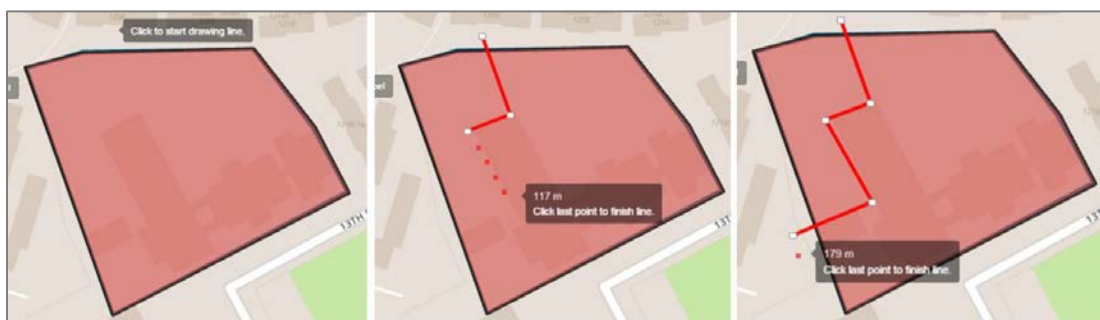 Click to start drawing line.
117 m
Click last point to finish line.
13TH
179 m
Click last point to finish line.
13TH